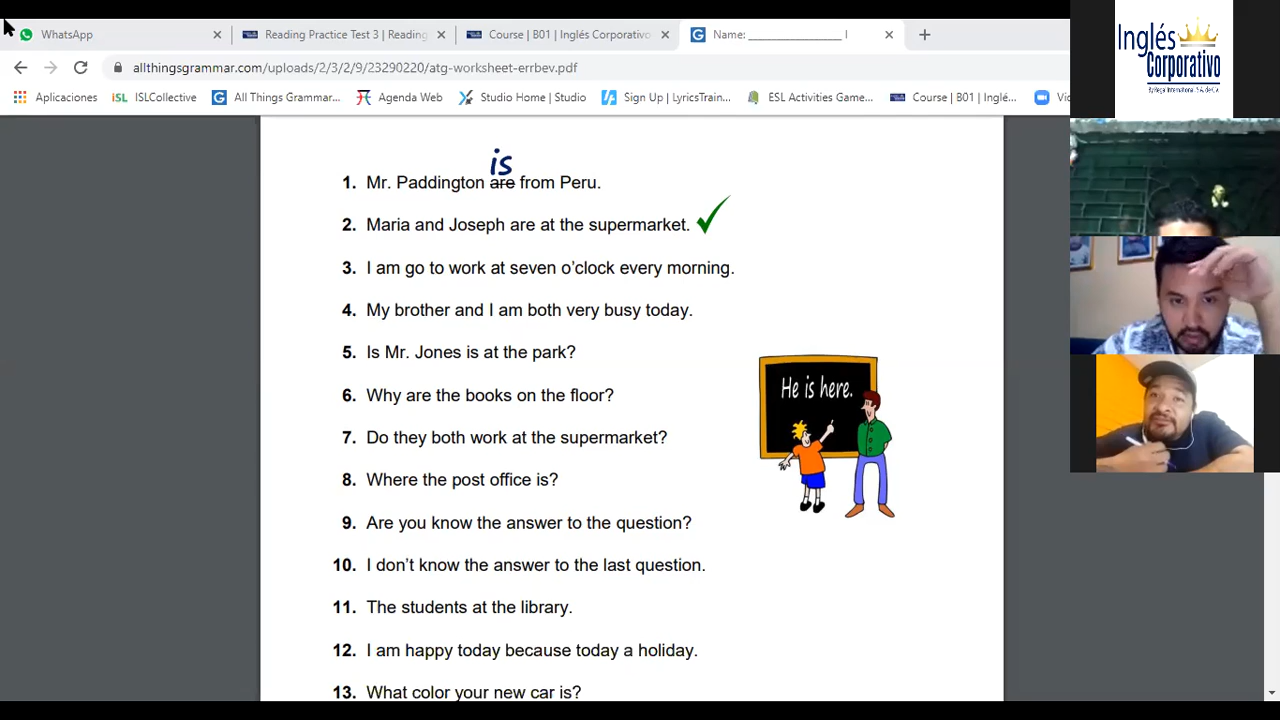 WhatsApp
Reading Practice Test 3 | Reading
Course | B01 | Inglés Corporativo
Name: ____________________ I
allthingsgrammar.com/uploads/2/3/2/9/23290220/atg-worksheet-errbev.pdf
Aplicaciones
iSL ISLCollective
All Things Grammar...
Agenda Web
Studio Home | Studio
Sign Up | LyricsTrain...
ESL Activities Game...
Course | B01 | Inglé...
Inglés
Corporativo
is
1. Mr. Paddington are from Peru.
2. Maria and Joseph are at the supermarket.
3. I am go to work at seven o’clock every morning.
4. My brother and I am both very busy today.
5. Is Mr. Jones is at the park?
6. Why are the books on the floor?
7. Do they both work at the supermarket?
8. Where the post office is?
9. Are you know the answer to the question?
10. I don’t know the answer to the last question.
11. The students at the library.
12. I am happy today because today a holiday.
13. What color your new car is?
He is here.